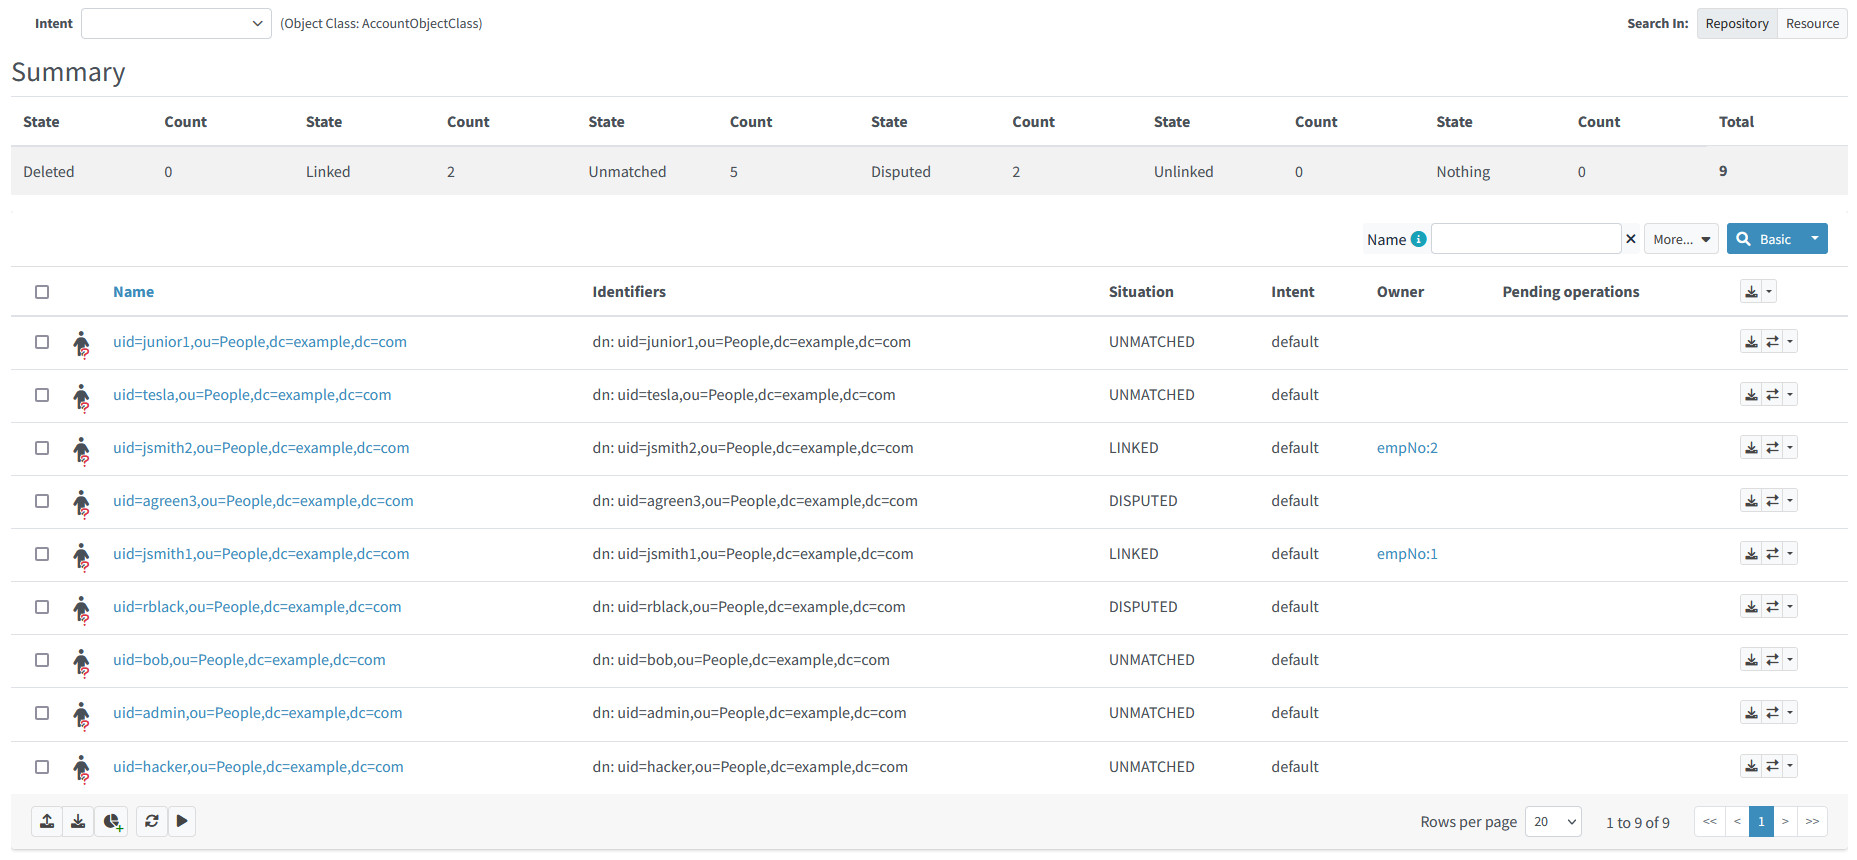 Intent (Object Class: AccountObjectClass) Search In: Repository Resource
Summary
State Count State Count State Count State Count State Count State Count Total
Deleted 0 Linked 2 Unmatched 5 Disputed 2 Unlinked 0 Nothing 0 9
Name More... Basic
Name Identifiers Situation Intent Owner Pending operations
uid=junior1,ou=People,dc=example,dc=com dn: uid=junior1,ou=People,dc=example,dc=com UNMATCHED default
uid=tesla,ou=People,dc=example,dc=com dn: uid=tesla,ou=People,dc=example,dc=com UNMATCHED default
uid=jsmith2,ou=People,dc=example,dc=com dn: uid=jsmith2,ou=People,dc=example,dc=com LINKED default empNo:2
uid=agreen3,ou=People,dc=example,dc=com dn: uid=agreen3,ou=People,dc=example,dc=com DISPUTED default
uid=jsmith1,ou=People,dc=example,dc=com dn: uid=jsmith1,ou=People,dc=example,dc=com LINKED default empNo:1
uid=rblack,ou=People,dc=example,dc=com dn: uid=rblack,ou=People,dc=example,dc=com DISPUTED default
uid=bob,ou=People,dc=example,dc=com dn: uid=bob,ou=People,dc=example,dc=com UNMATCHED default
uid=admin,ou=People,dc=example,dc=com dn: uid=admin,ou=People,dc=example,dc=com UNMATCHED default
uid=hacker,ou=People,dc=example,dc=com dn: uid=hacker,ou=People,dc=example,dc=com UNMATCHED default
Rows per page 20 1 to 9 of 9 << < 1 > >>